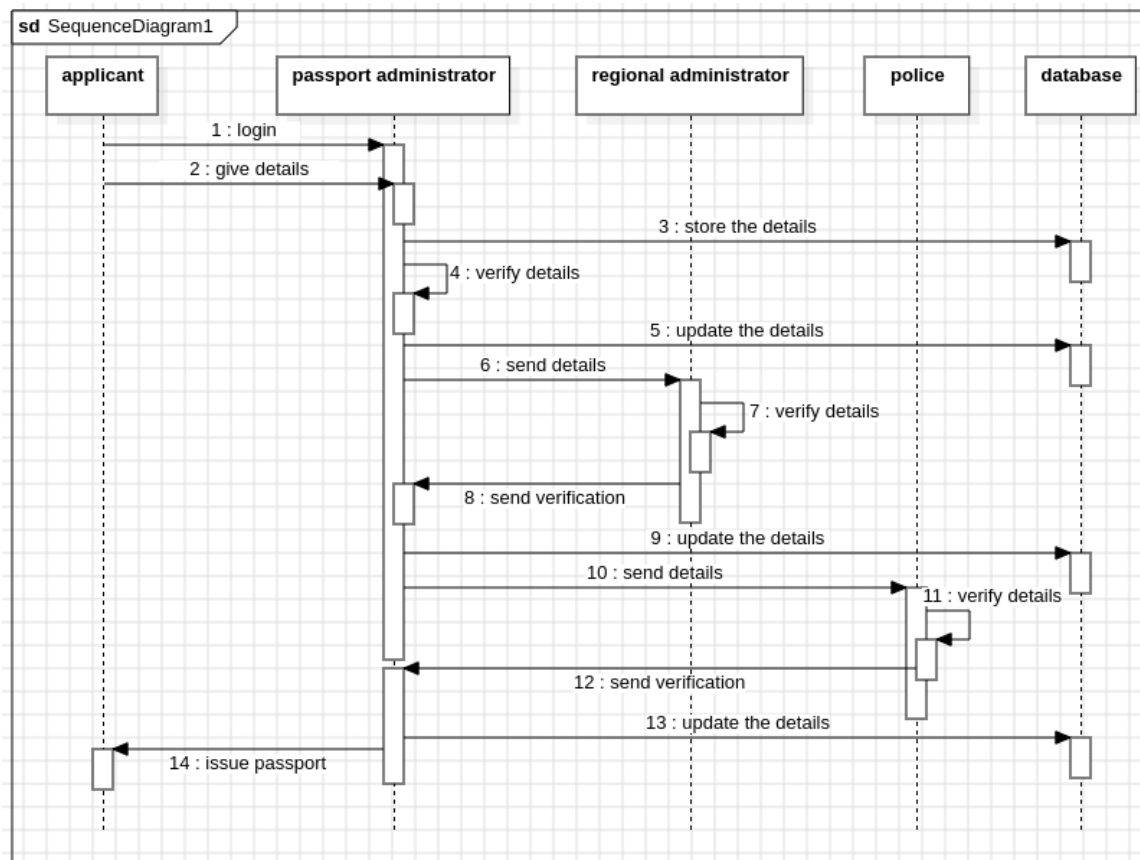 sd SequenceDiagram1
applicant
passport administrator
regional administrator
police
database
1 : login
2 : give details
3 : store the details
4 : verify details
5 : update the details
6 : send details
7 : verify details
8 : send verification
9 : update the details
10 : send details
11 : verify details
12 : send verification
13 : update the details
14 : issue passport